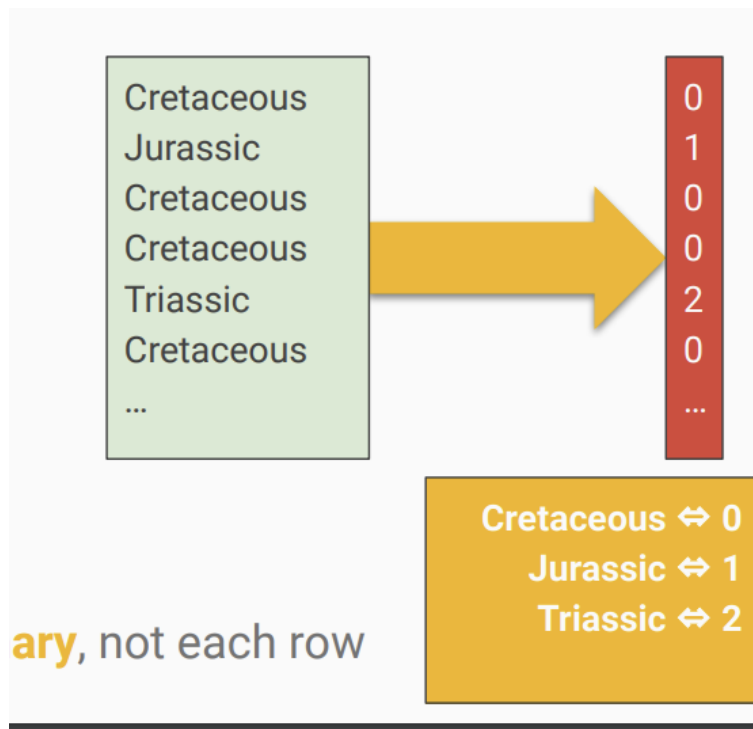 Cretaceous
Jurassic
Cretaceous
Cretaceous
Triassic
Cretaceous
...
0
1
0
0
2
0
...
Cretaceous ⇔ 0
Jurassic ⇔ 1
Triassic ⇔ 2
ary, not each row